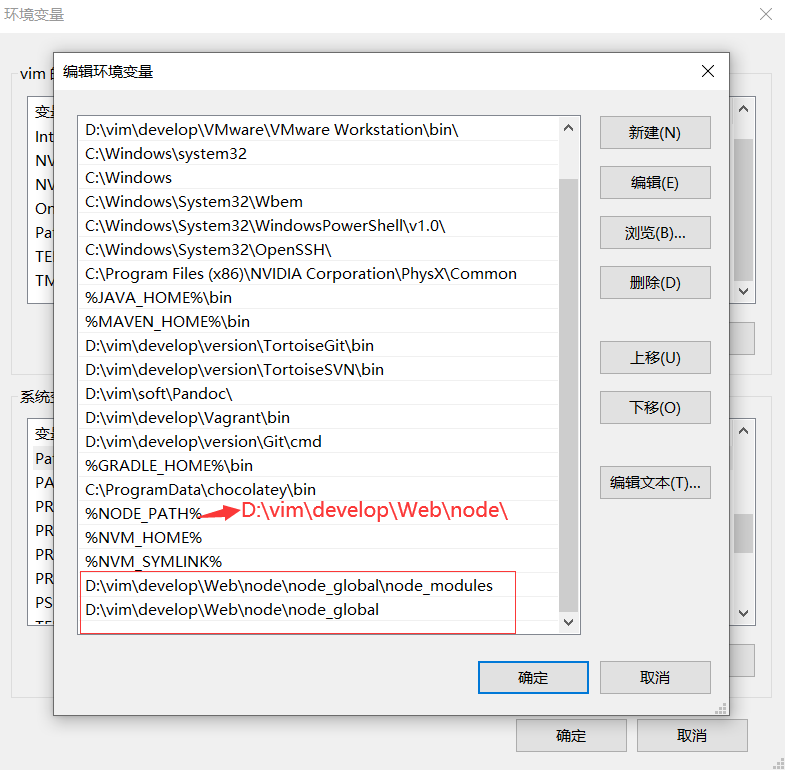 环境变量
vim 的
编辑环境变量
D:\vim\develop\VMware\VMware Workstation\bin\
C:\Windows\system32
C:\Windows
C:\Windows\System32\Wbem
C:\Windows\System32\WindowsPowerShell\v1.0\
C:\Windows\System32\OpenSSH\
C:\Program Files (x86)\NVIDIA Corporation\PhysX\Common
%JAVA_HOME%\bin
%MAVEN_HOME%\bin
D:\vim\develop\version\TortoiseGit\bin
D:\vim\develop\version\TortoiseSVN\bin
D:\vim\soft\Pandoc\
D:\vim\develop\Vagrant\bin
D:\vim\develop\version\Git\cmd
%GRADLE_HOME%\bin
C:\ProgramData\chocolatey\bin
%NODE_PATH% D:\vim\develop\Web\node\
%NVM_HOME%
%NVM_SYMLINK%
D:\vim\develop\Web\node\node_global\node_modules
D:\vim\develop\Web\node\node_global
新建(N)
编辑(E)
浏览(B)...
删除(D)
上移(U)
下移(O)
编辑文本(T)...
确定
取消
变
Int
NV
NV
On
Pa
TE
TM
系统变
变
Pa
PA
PR
PR
PR
PR
PS
确定
取消